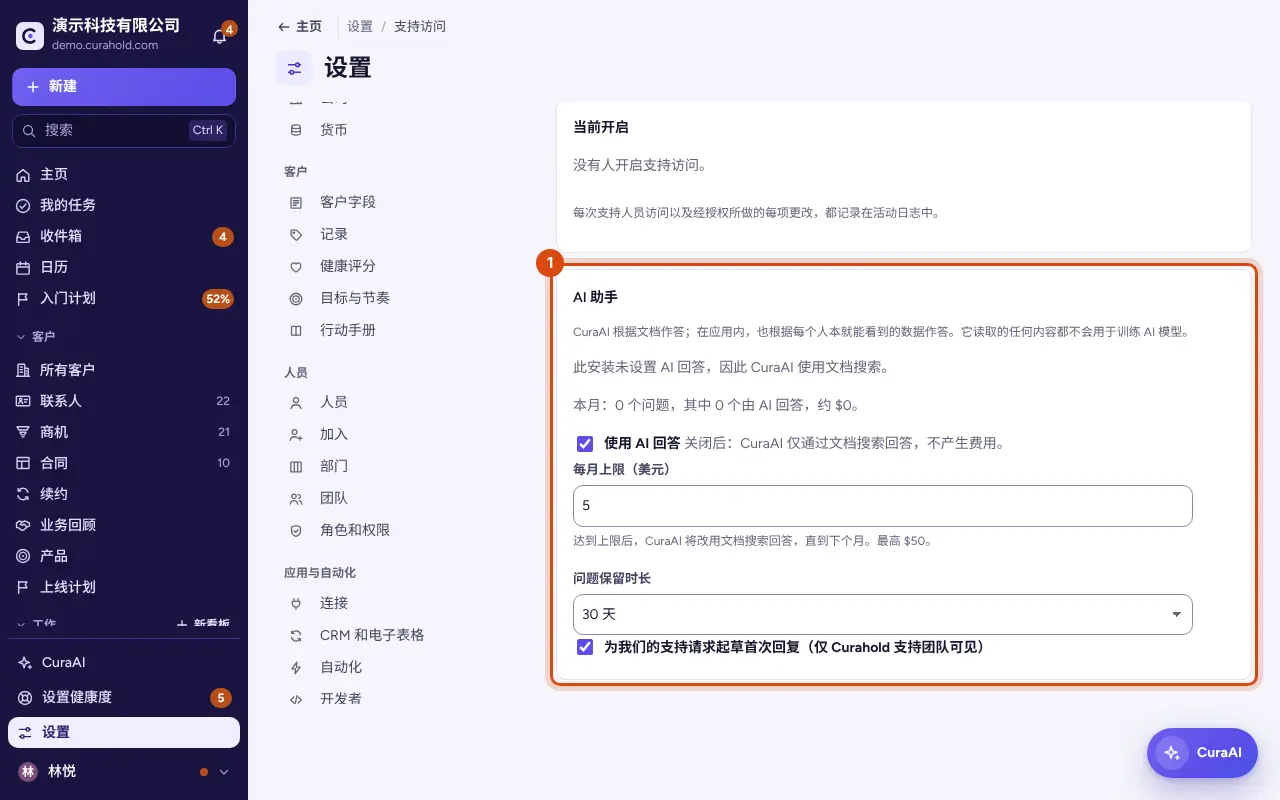 演示科技有限公司
demo.curahold.com
4
新建
搜索
Ctrl K
主页
我的任务
收件箱
4
日历
入门计划
52%
客户
所有客户
联系人
22
商机
21
合同
10
续约
业务回顾
产品
上线计划
工作
新看板
CuraAI
设置健康度
5
设置
林
林悦
主页
设置 / 支持访问
设置
货币
客户
客户字段
记录
健康评分
目标与节奏
行动手册
人员
人员
加入
部门
团队
角色和权限
应用与自动化
连接
CRM 和电子表格
自动化
开发者
当前开启
没有人开启支持访问。
每次支持人员访问以及经授权所做的每项更改，都记录在活动日志中。
1
AI 助手
CuraAI 根据文档作答；在应用内，也根据每个人本就能看到的数据作答。它读取的任何内容都不会用于训练 AI 模型。
此安装未设置 AI 回答，因此 CuraAI 使用文档搜索。
本月：0 个问题，其中 0 个由 AI 回答，约 $0。
使用 AI 回答 关闭后：CuraAI 仅通过文档搜索回答，不产生费用。
每月上限（美元）
5
达到上限后，CuraAI 将改用文档搜索回答，直到下个月。最高 $50。
问题保留时长
30 天
为我们的支持请求起草首次回复（仅 Curahold 支持团队可见）
CuraAI